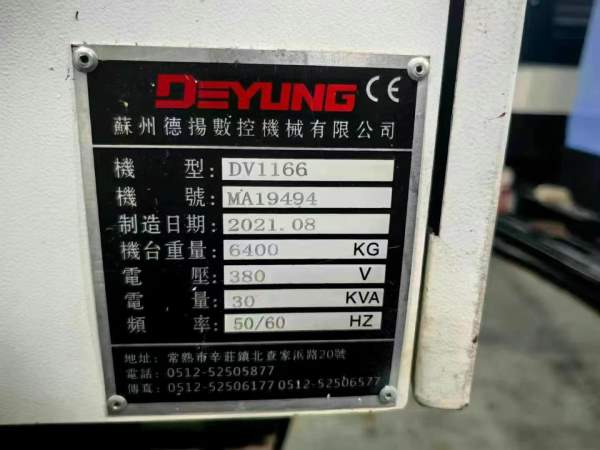 DEYUNG CE
蘇州德揚數控機械有限公司
機 型: DV1166
機 號: MA19494
制造日期: 2021.08
機台重量: 6400 KG
電 壓: 380 V
電 量: 30 KVA
頻 率: 50/60 HZ
地址: 常熟市辛莊鎮北查家浜路20號
電話: 0512-52505877
傳真: 0512-52506177 0512-52506577